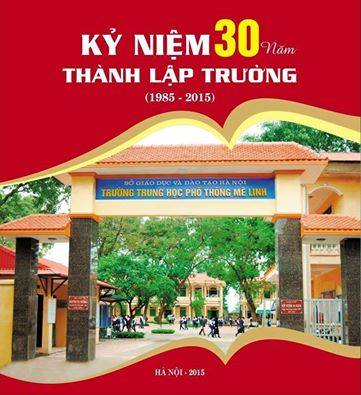 KỶ NIỆM 30 Năm
THÀNH LẬP TRƯỜNG
(1985 - 2015)
SỞ GIÁO DỤC VÀ ĐÀO TẠO HÀ NỘI
TRƯỜNG TRUNG HỌC PHỔ THÔNG MÊ LINH
HÀ NỘI - 2015